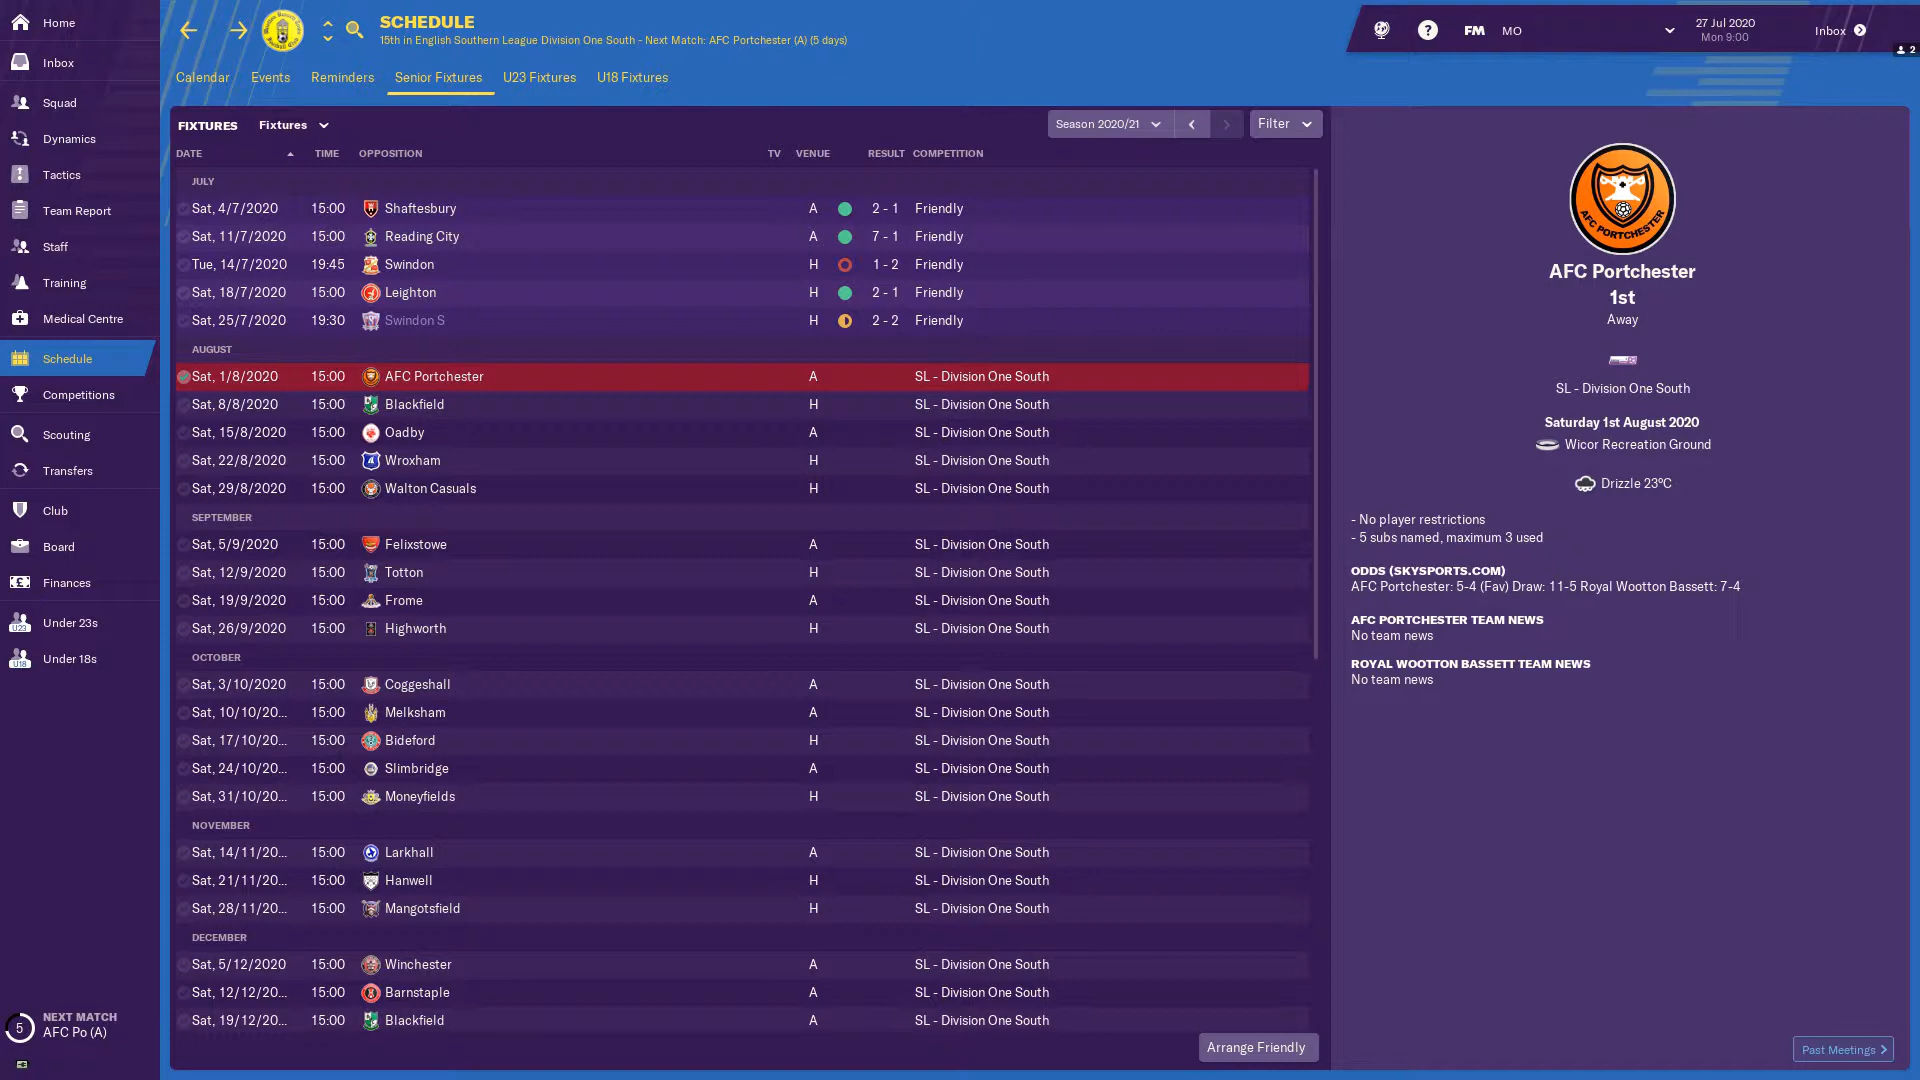 Home
Inbox
Squad
Dynamics
Tactics
Team Report
Staff
Training
Medical Centre
Schedule
Competitions
Scouting
Transfers
Club
Board
Finances
U23 Under 23s
U18 Under 18s
5 NEXT MATCH
AFC Po (A)
SCHEDULE
15th in English Southern League Division One South - Next Match: AFC Portchester (A) (5 days)
? FM MO 27 Jul 2020 Inbox
Mon 9:00
2
Calendar Events Reminders Senior Fixtures U23 Fixtures U18 Fixtures
FIXTURES Fixtures Season 2020/21 Filter
DATE TIME OPPOSITION TV VENUE RESULT COMPETITION
JULY
Sat, 4/7/2020 15:00 Shaftesbury A 2 - 1 Friendly
Sat, 11/7/2020 15:00 Reading City A 7 - 1 Friendly
Tue, 14/7/2020 19:45 Swindon H 1 - 2 Friendly
Sat, 18/7/2020 15:00 Leighton H 2 - 1 Friendly
Sat, 25/7/2020 19:30 Swindon S H 2 - 2 Friendly
AUGUST
Sat, 1/8/2020 15:00 AFC Portchester A SL - Division One South
Sat, 8/8/2020 15:00 Blackfield H SL - Division One South
Sat, 15/8/2020 15:00 Oadby A SL - Division One South
Sat, 22/8/2020 15:00 Wroxham H SL - Division One South
Sat, 29/8/2020 15:00 Walton Casuals H SL - Division One South
SEPTEMBER
Sat, 5/9/2020 15:00 Felixstowe A SL - Division One South
Sat, 12/9/2020 15:00 Totton H SL - Division One South
Sat, 19/9/2020 15:00 Frome A SL - Division One South
Sat, 26/9/2020 15:00 Highworth H SL - Division One South
OCTOBER
Sat, 3/10/2020 15:00 Coggeshall A SL - Division One South
Sat, 10/10/20... 15:00 Melksham A SL - Division One South
Sat, 17/10/20... 15:00 Bideford H SL - Division One South
Sat, 24/10/20... 15:00 Slimbridge A SL - Division One South
Sat, 31/10/20... 15:00 Moneyfields H SL - Division One South
NOVEMBER
Sat, 14/11/20... 15:00 Larkhall A SL - Division One South
Sat, 21/11/20... 15:00 Hanwell H SL - Division One South
Sat, 28/11/20... 15:00 Mangotsfield H SL - Division One South
DECEMBER
Sat, 5/12/2020 15:00 Winchester A SL - Division One South
Sat, 12/12/20... 15:00 Barnstaple A SL - Division One South
Sat, 19/12/20... 15:00 Blackfield A SL - Division One South
Arrange Friendly
AFC PORTCHESTER
AFC Portchester
1st
Away
SL - Division One South
Saturday 1st August 2020
Wicor Recreation Ground
Drizzle 23ºC
- No player restrictions
- 5 subs named, maximum 3 used
ODDS (SKYSPORTS.COM)
AFC Portchester: 5-4 (Fav) Draw: 11-5 Royal Wootton Bassett: 7-4
AFC PORTCHESTER TEAM NEWS
No team news
ROYAL WOOTTON BASSETT TEAM NEWS
No team news
Past Meetings